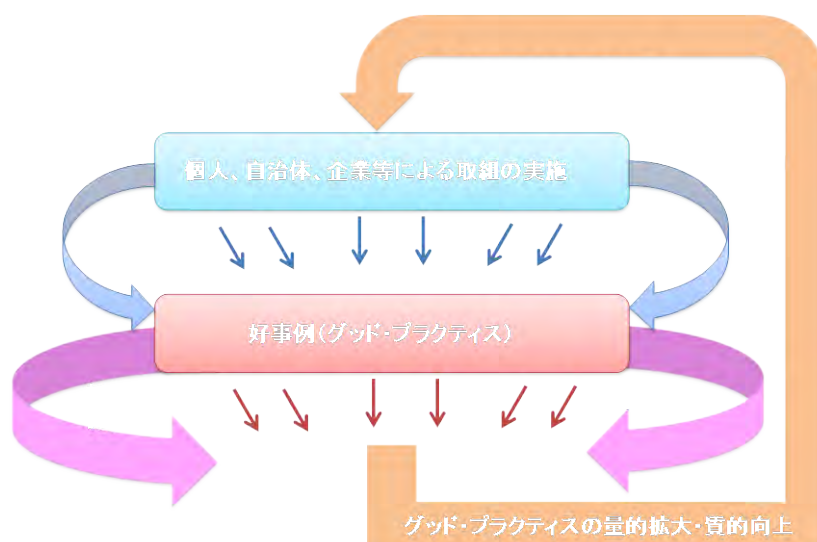 個人、自治体、企業等による取組の実施
好事例(グッド・プラクティス)
グッド・プラクティスの量的拡大・質的向上